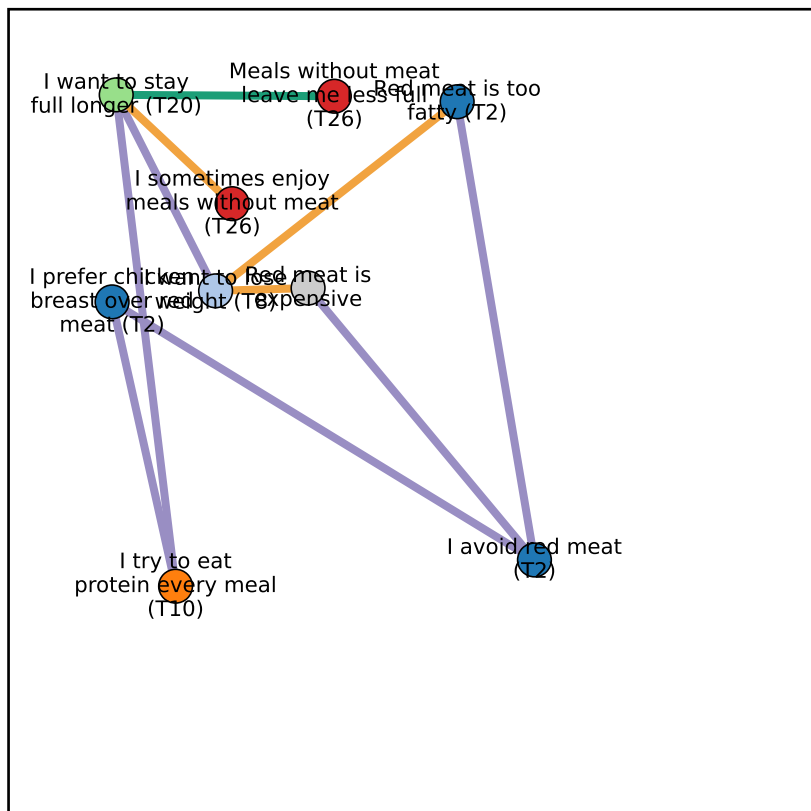 I want to stay
full longer (T20)
Meals without meat
leave me less full
(T26)
Red meat is too
fatty (T2)
I sometimes enjoy
meals without meat
(T26)
I prefer chicken
breast over red
meat (T2)
I want to lose
weight (T8)
Red meat is
expensive
I try to eat
protein every meal
(T10)
I avoid red meat
(T2)